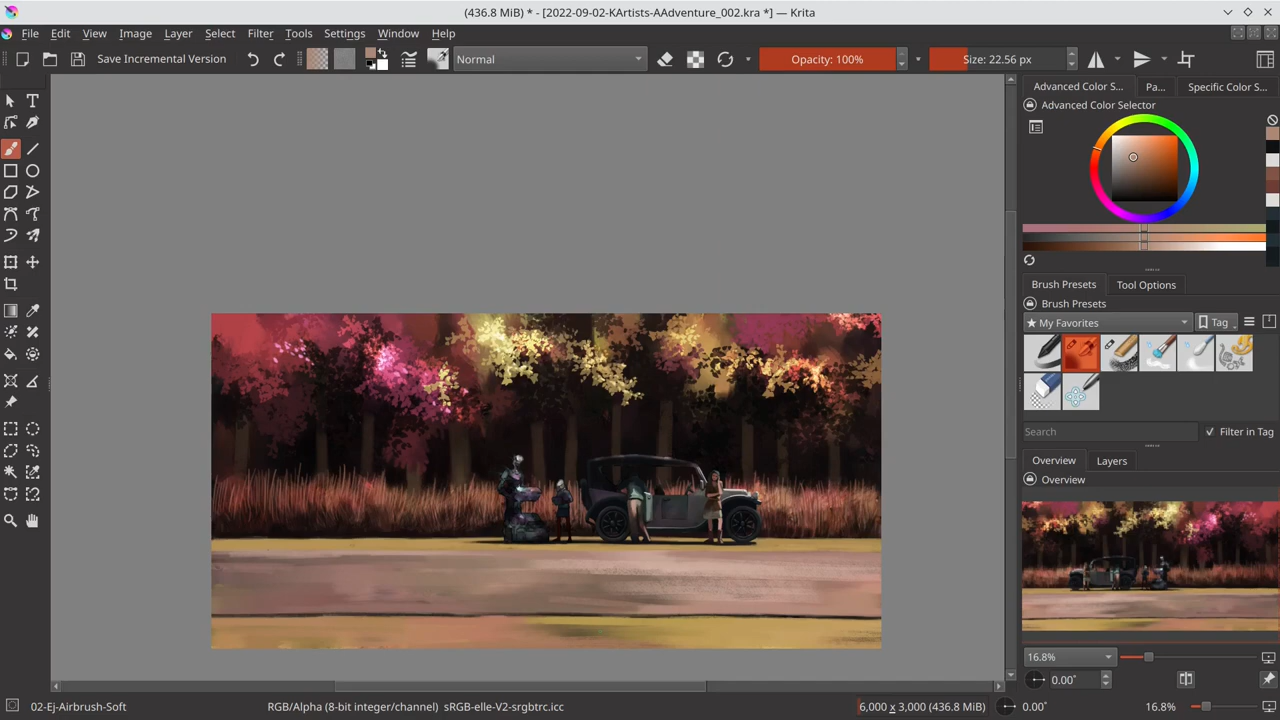 (436.8 MiB) * - [2022-09-02-KArtists-AAdventure_002.kra *] — Krita
File Edit View Image Layer Select Filter Tools Settings Window Help
Save Incremental Version Normal Opacity: 100% Size: 22.56 px
Advanced Color S... Pa... Specific Color S...
Advanced Color Selector
Brush Presets Tool Options
Brush Presets
★ My Favorites Tag
Search Filter in Tag
Overview Layers
Overview
16.8%
0.00°
02-Ej-Airbrush-Soft RGB/Alpha (8-bit integer/channel) sRGB-elle-V2-srgbtrc.icc 6,000 x 3,000 (436.8 MiB) 0.00° 16.8%